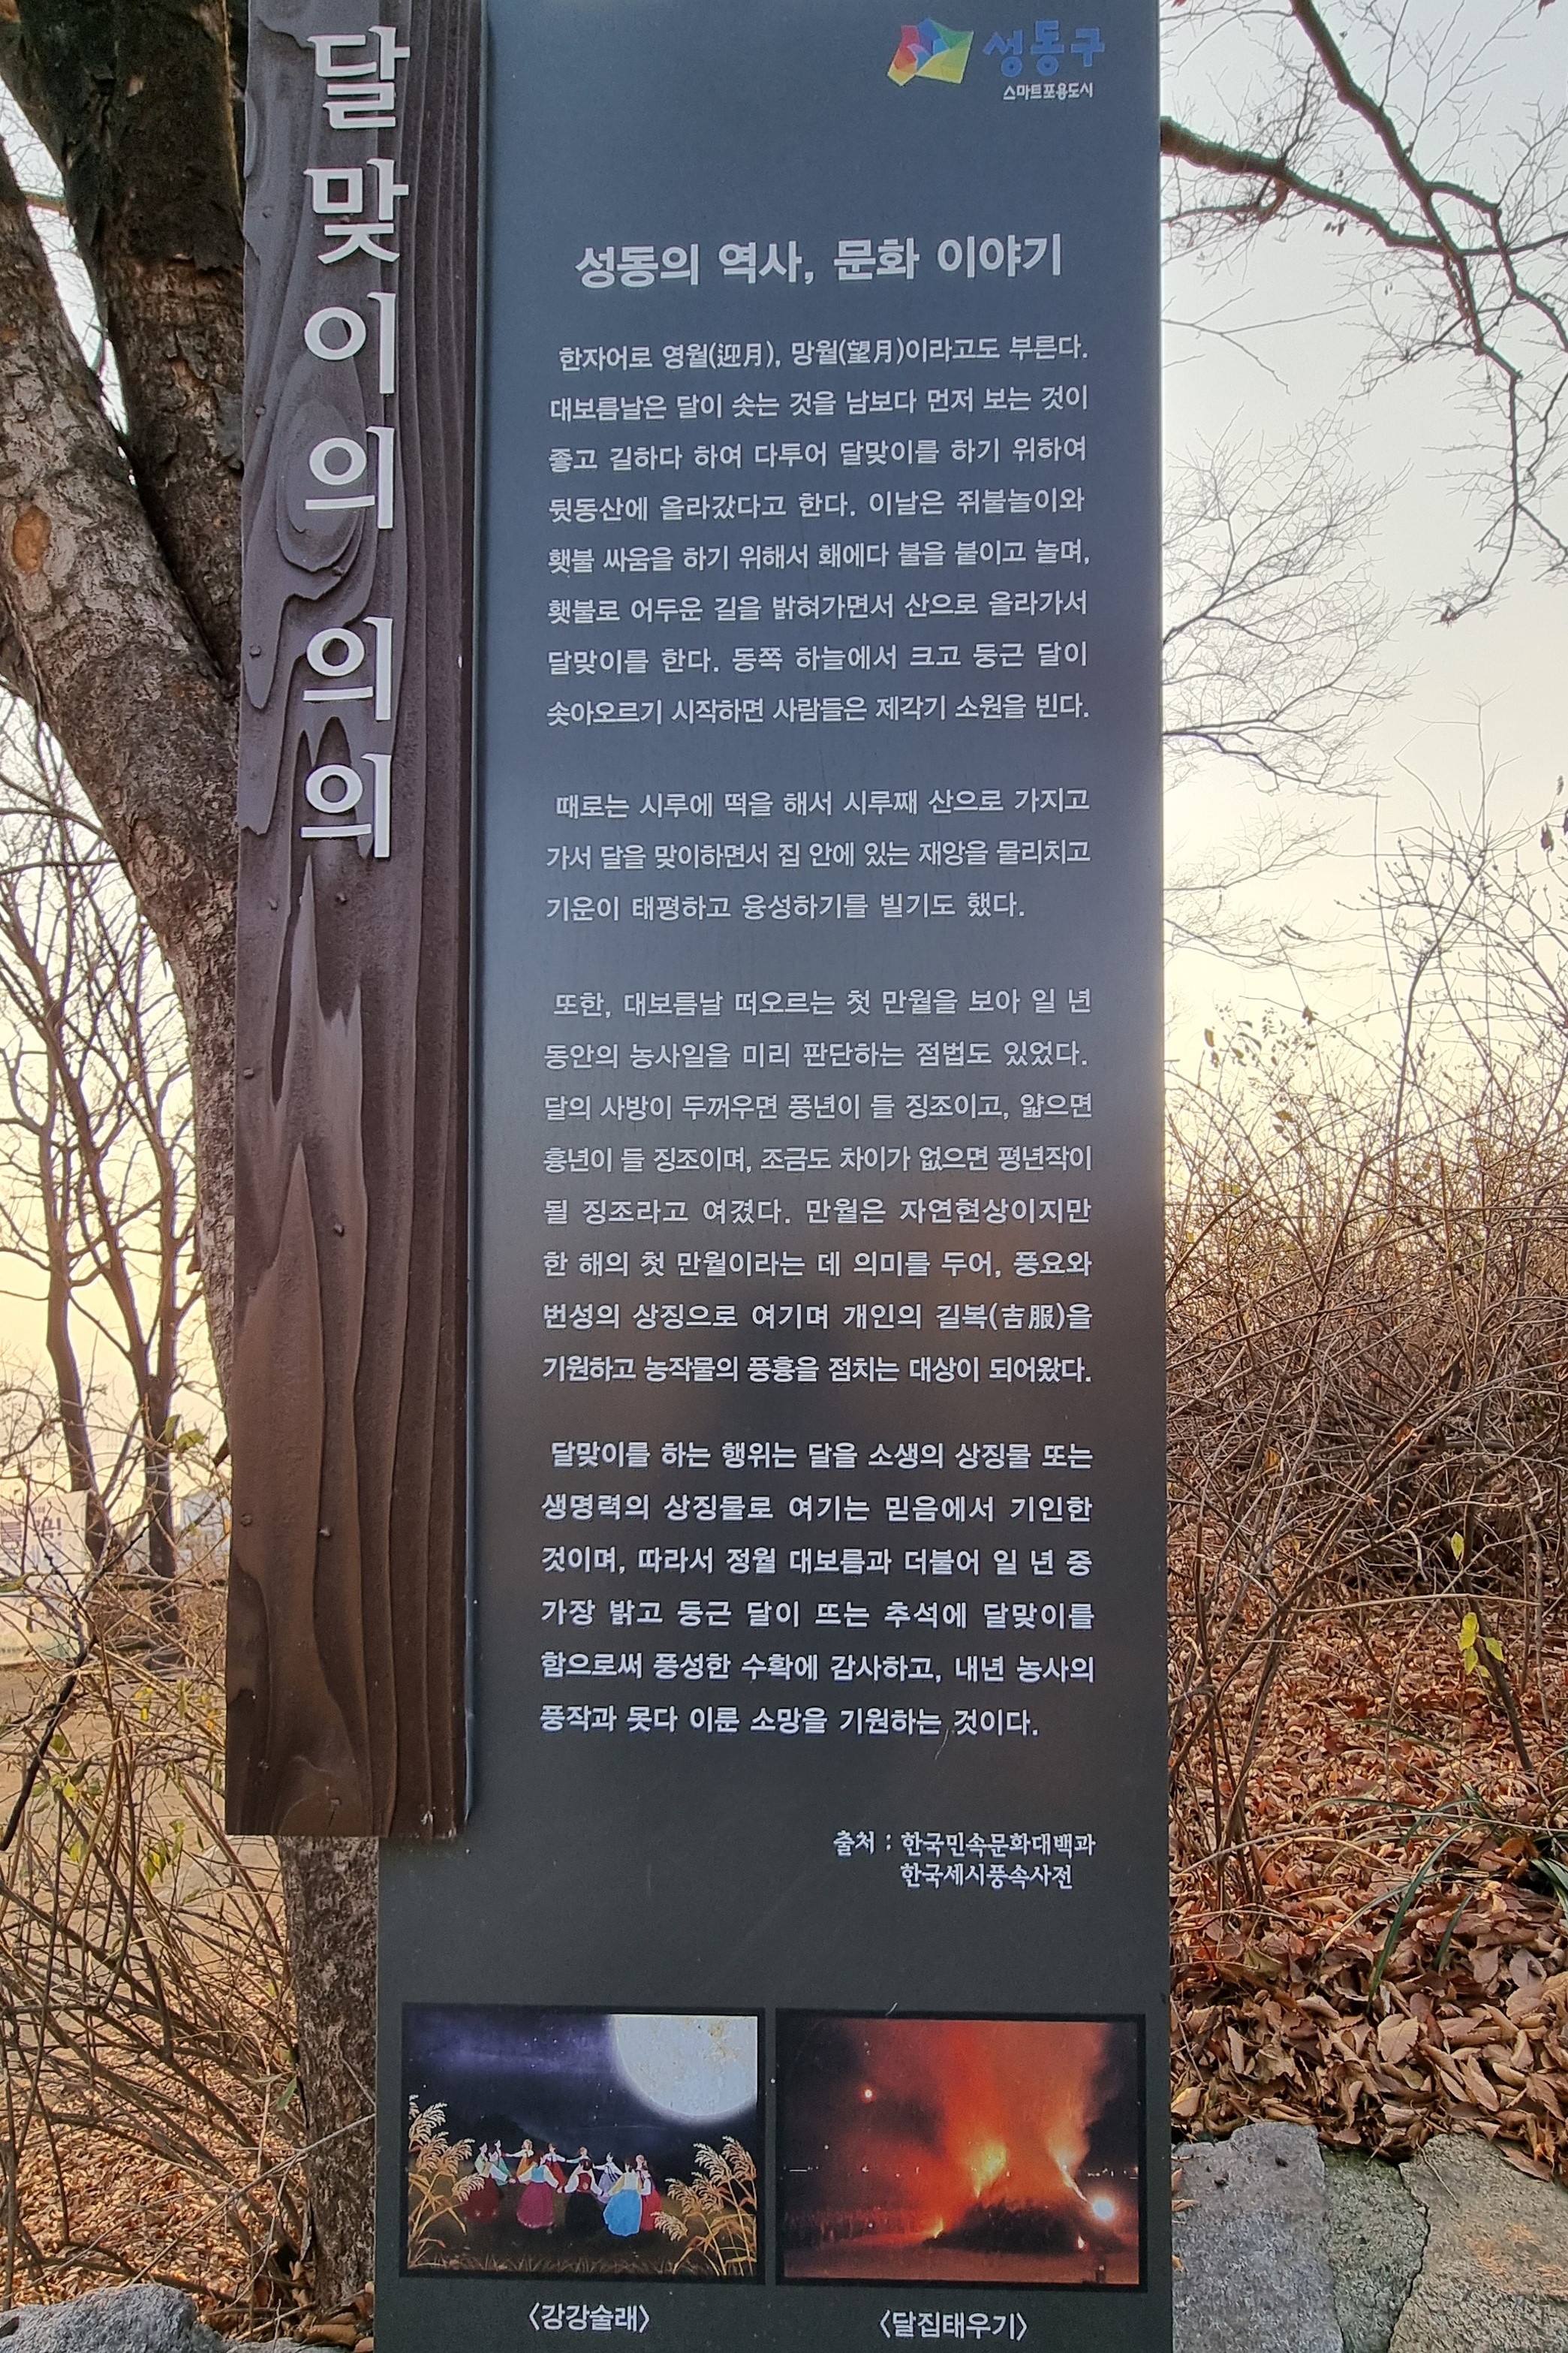 달맞이의 의의
성동구
스마트포용도시
성동의 역사, 문화 이야기
한자어로 영월(迎月), 망월(望月)이라고도 부른다.
대보름날은 달이 솟는 것을 남보다 먼저 보는 것이
좋고 길하다 하여 다투어 달맞이를 하기 위하여
뒷동산에 올라갔다고 한다. 이날은 쥐불놀이와
횃불 싸움을 하기 위해서 홰에다 불을 붙이고 놀며,
횃불로 어두운 길을 밝혀가면서 산으로 올라가서
달맞이를 한다. 동쪽 하늘에서 크고 둥근 달이
솟아오르기 시작하면 사람들은 제각기 소원을 빈다.
때로는 시루에 떡을 해서 시루째 산으로 가지고
가서 달을 맞이하면서 집 안에 있는 재앙을 물리치고
기운이 태평하고 융성하기를 빌기도 했다.
또한, 대보름날 떠오르는 첫 만월을 보아 일 년
동안의 농사일을 미리 판단하는 점법도 있었다.
달의 사방이 두꺼우면 풍년이 들 징조이고, 얇으면
흉년이 들 징조이며, 조금도 차이가 없으면 평년작이
될 징조라고 여겼다. 만월은 자연현상이지만
한 해의 첫 만월이라는 데 의미를 두어, 풍요와
번성의 상징으로 여기며 개인의 길복(吉服)을
기원하고 농작물의 풍흉을 점치는 대상이 되어왔다.
달맞이를 하는 행위는 달을 소생의 상징물 또는
생명력의 상징물로 여기는 믿음에서 기인한
것이며, 따라서 정월 대보름과 더불어 일 년 중
가장 밝고 둥근 달이 뜨는 추석에 달맞이를
함으로써 풍성한 수확에 감사하고, 내년 농사의
풍작과 못다 이룬 소망을 기원하는 것이다.
출처 : 한국민속문화대백과
한국세시풍속사전
<강강술래>
<달집태우기>